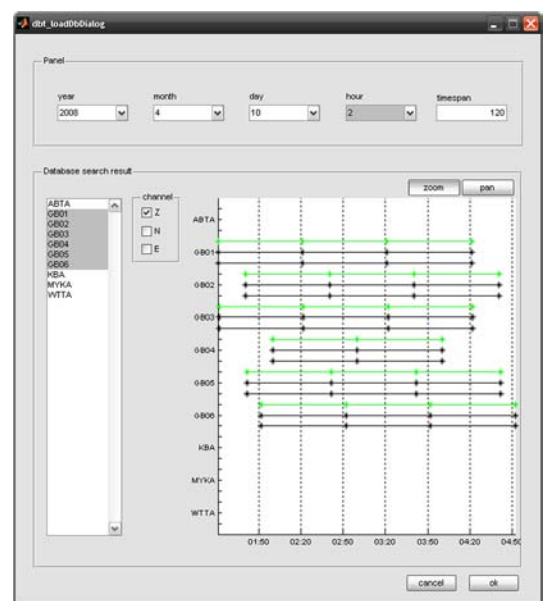 dbt_loadDbDialog
Panel
year month day hour timespan
2008 4 10 2 120
Database search result
zoom pan
ABTA
GB01
GB02
GB03
GB04
GB05
GB06
KBA
MYKA
WTTA
channel
Z
N
E
ABTA
GB01
GB02
GB03
GB04
GB05
GB06
KBA
MYKA
WTTA
01:50 02:20 02:50 03:20 03:50 04:20 04:50
cancel ok